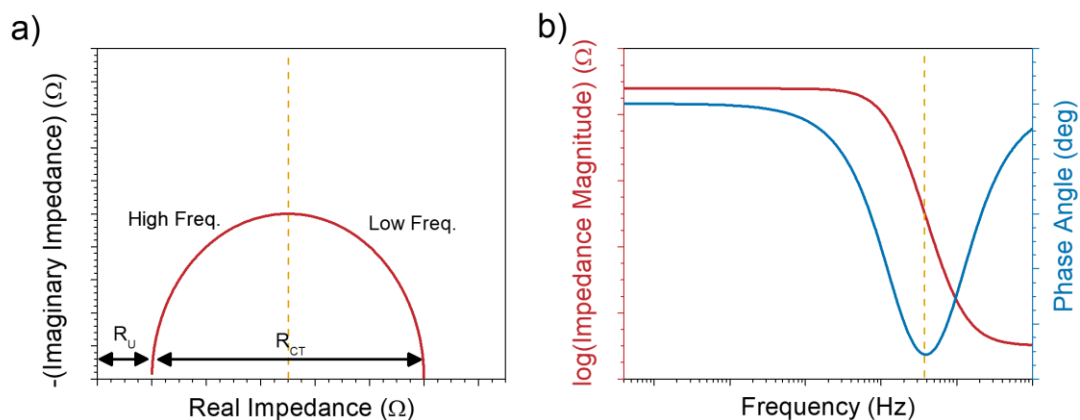 a)
-(Imaginary Impedance) (Ω)
High Freq.
Low Freq.
R_U
R_CT
Real Impedance (Ω)
b)
log(Impedance Magnitude) (Ω)
Phase Angle (deg)
Frequency (Hz)